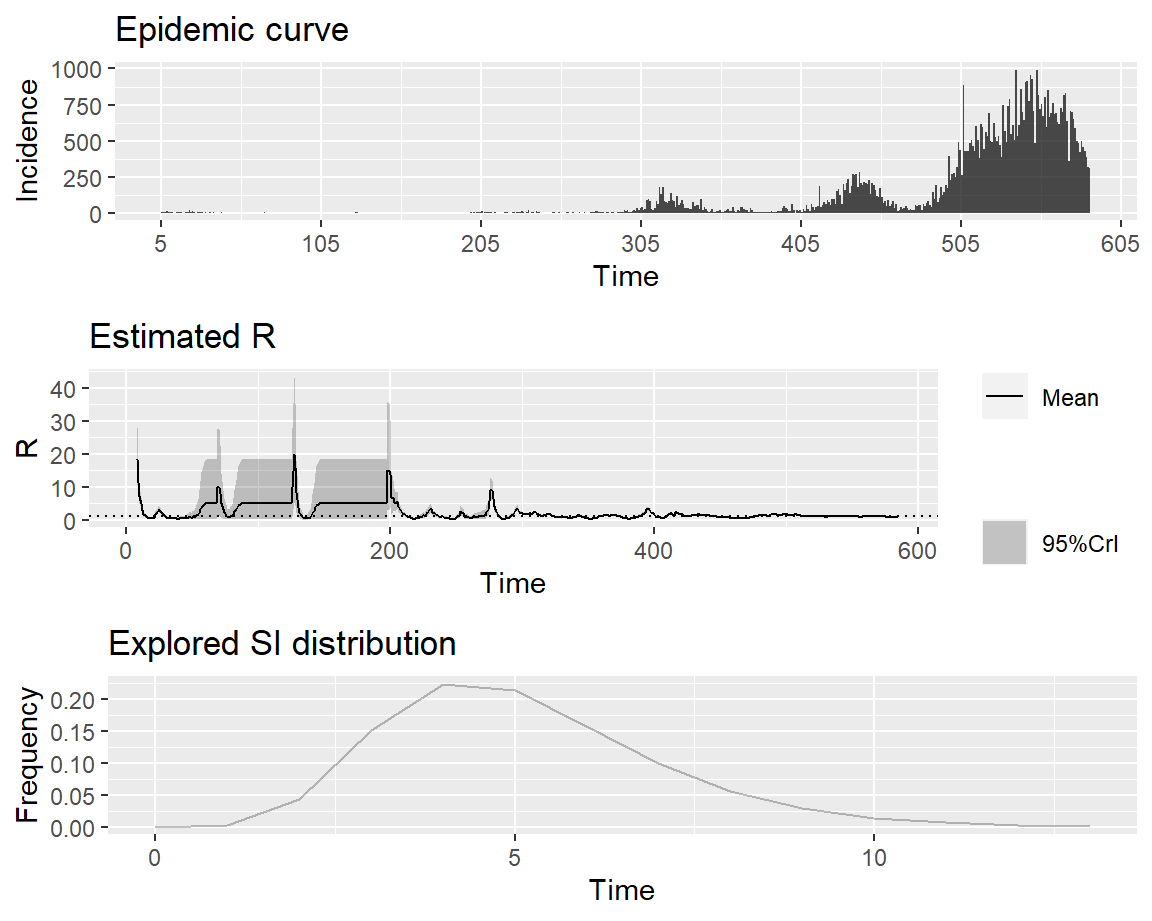 Epidemic curve
1000
750
500
250
0
Incidence
5 105 205 305 405 505 605
Time
Estimated R
40
30
20
10
0
R
0 200 400 600
Time
Mean
95%CrI
Explored SI distribution
0.20
0.15
0.10
0.05
0.00
Frequency
0 5 10
Time